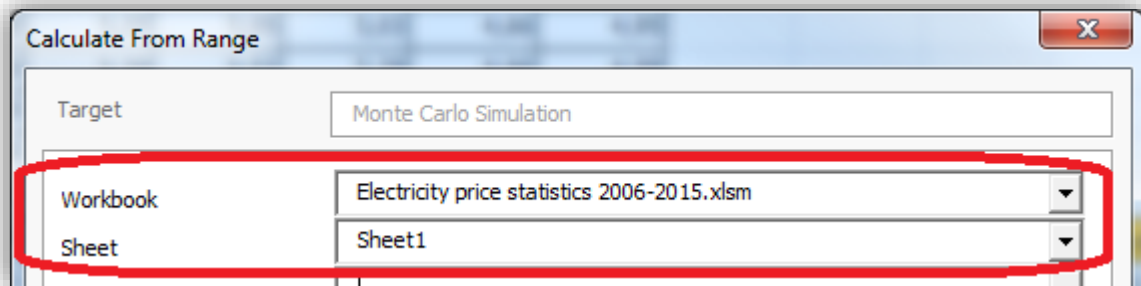 Calculate From Range
Target Monte Carlo Simulation
Workbook Electricity price statistics 2006-2015.xlsm
Sheet Sheet1